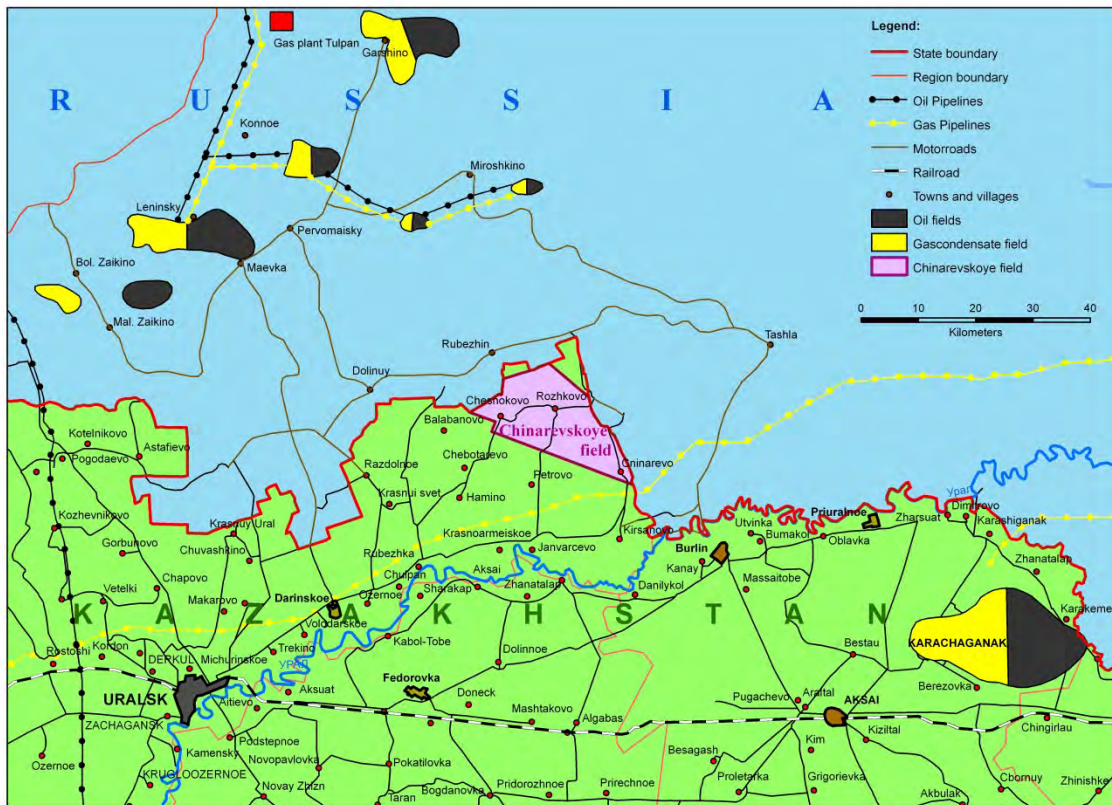 Gas plant Tulpan
Garshino
Legend:
State boundary
Region boundary
Oil Pipelines
Gas Pipelines
Motorroads
Railroad
Towns and villages
Oil fields
Gascondensate field
Chinarevskoye field
0 10 20 30 40
Kilometers
R U S S I A
Konnoe
Miroshkino
Leninsky
Pervomaisky
Bol. Zaikino
Maevka
Mal. Zaikino
Rubezhin
Tashla
Dolinuy
Chesnokovo
Rozhkovo
Balabanovo
Chinarevskoye
field
Kotelnikovo
Astafievo
Pogodaevo
Chebotarevo
Razdolnoe
Petrovo
Cninarevo
Krasnui svet
Hamino
Урал
Kozhevnikovo
Krasnuy Ural
Priuralnoe
Dimitrovo
Zharsuat
Karashiganak
Gorbunovo
Chuvashkino
Krasnoarmeiskoe
Kirsanovo
Utvinka
Bumakol
Oblavka
Rubezhka
Janvarcevo
Burlin
Kanay
Zhanatalap
Chapovo
Chulpan
Aksai
Vetelki
Makarovo
Darinskoe
Ozernoe
Sharakap
Zhanatalap
Danilykol
Massaitobe
K A Z A K H S T A N
Karakeme
Volodarskoe
Kabol-Tobe
KARACHAGANAK
Rostoshi
Kordon
DERKUL
Michurinskoe
Trekino
УРАЛ
Dolinnoe
Bestau
URALSK
Aksuat
Fedorovka
Doneck
Berezovka
Pugachevo
Araltal
AKSAI
ZACHAGANSK
Aitievo
Mashtakovo
Algabas
Chingirlau
Kamensky
Podstepnoe
Kim
Kiziltal
Ozernoe
Novopavlovka
Pokatilovka
Besagash
KRUGLOOZERNOE
Novay Zhizn
Taran
Bogdanovka
Pridorozhnoe
Prirechnoe
Proletarka
Grigorievka
Akbulak
Cbornuy
Zhinishke